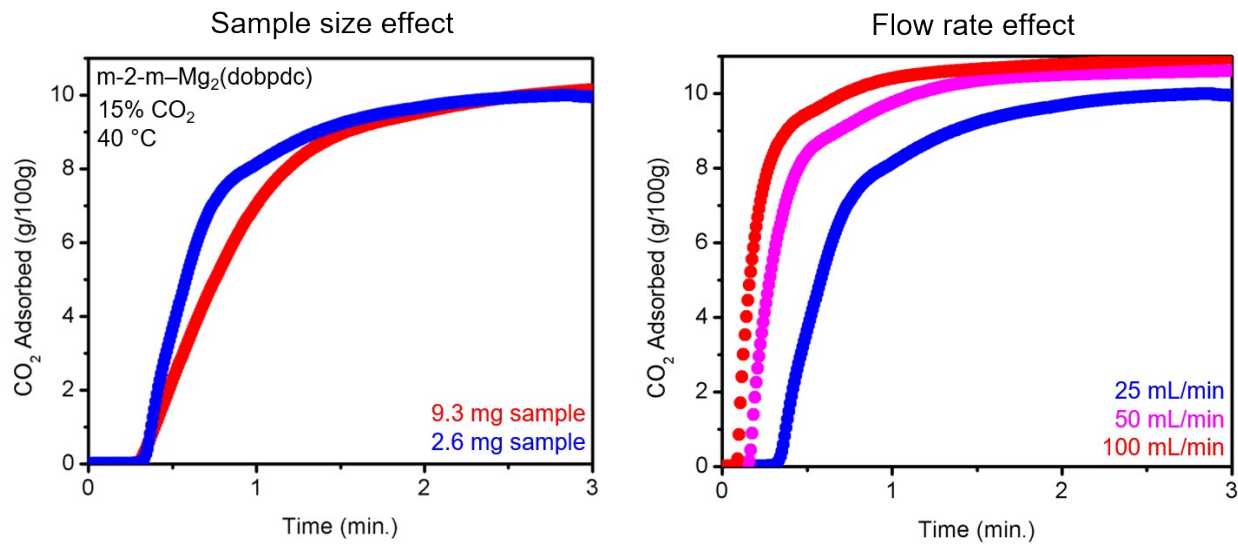 Sample size effect
m-2-m–Mg₂(dobpdc)
15% CO₂
40 °C
9.3 mg sample
2.6 mg sample
CO₂ Adsorbed (g/100g)
10
8
6
4
2
0
0
1
2
3
Time (min.)
Flow rate effect
25 mL/min
50 mL/min
100 mL/min
CO₂ Adsorbed (g/100g)
10
8
6
4
2
0
0
1
2
3
Time (min.)